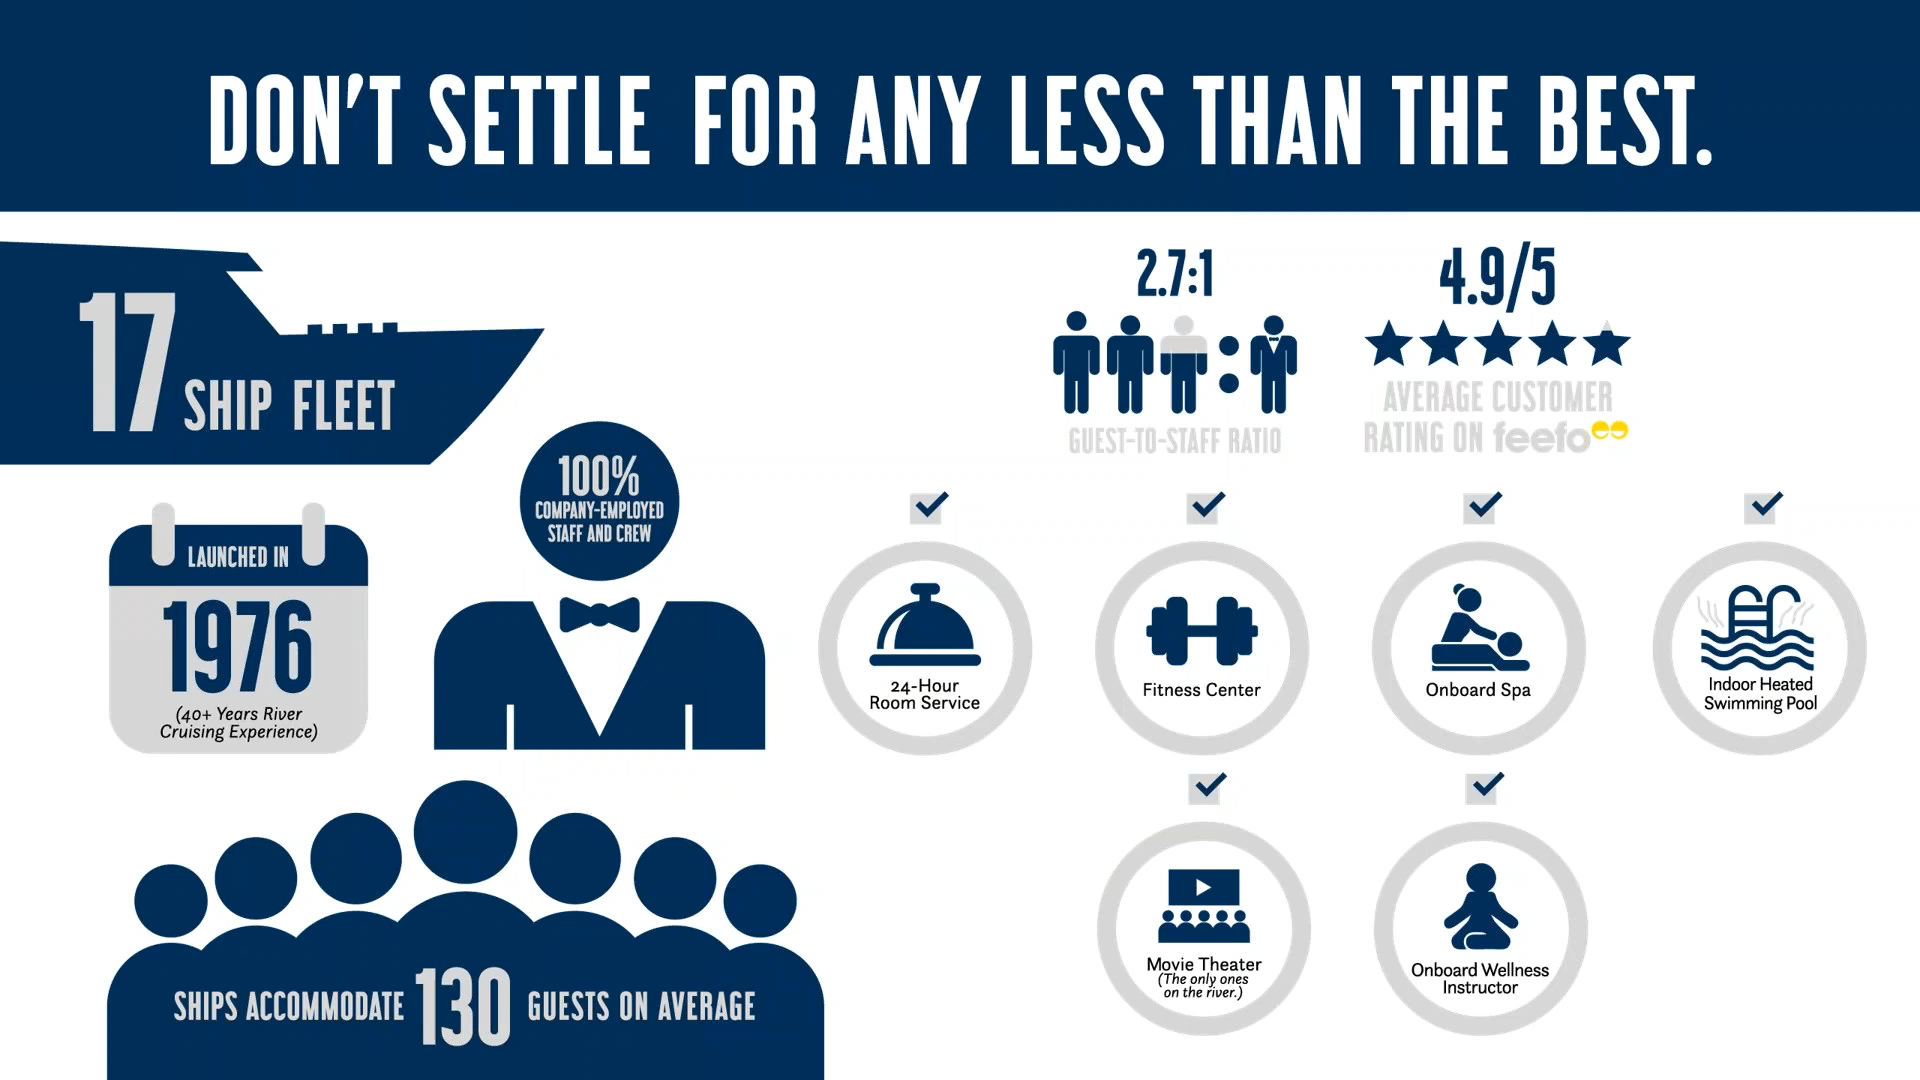 DON'T SETTLE FOR ANY LESS THAN THE BEST.
17 SHIP FLEET
2.7:1
GUEST-TO-STAFF RATIO
4.9/5
AVERAGE CUSTOMER
RATING ON feefo
100%
COMPANY-EMPLOYED
STAFF AND CREW
LAUNCHED IN
1976
(40+ Years River
Cruising Experience)
24-Hour
Room Service
Fitness Center
Onboard Spa
Indoor Heated
Swimming Pool
Movie Theater
(The only ones
on the river.)
Onboard Wellness
Instructor
SHIPS ACCOMMODATE 130 GUESTS ON AVERAGE